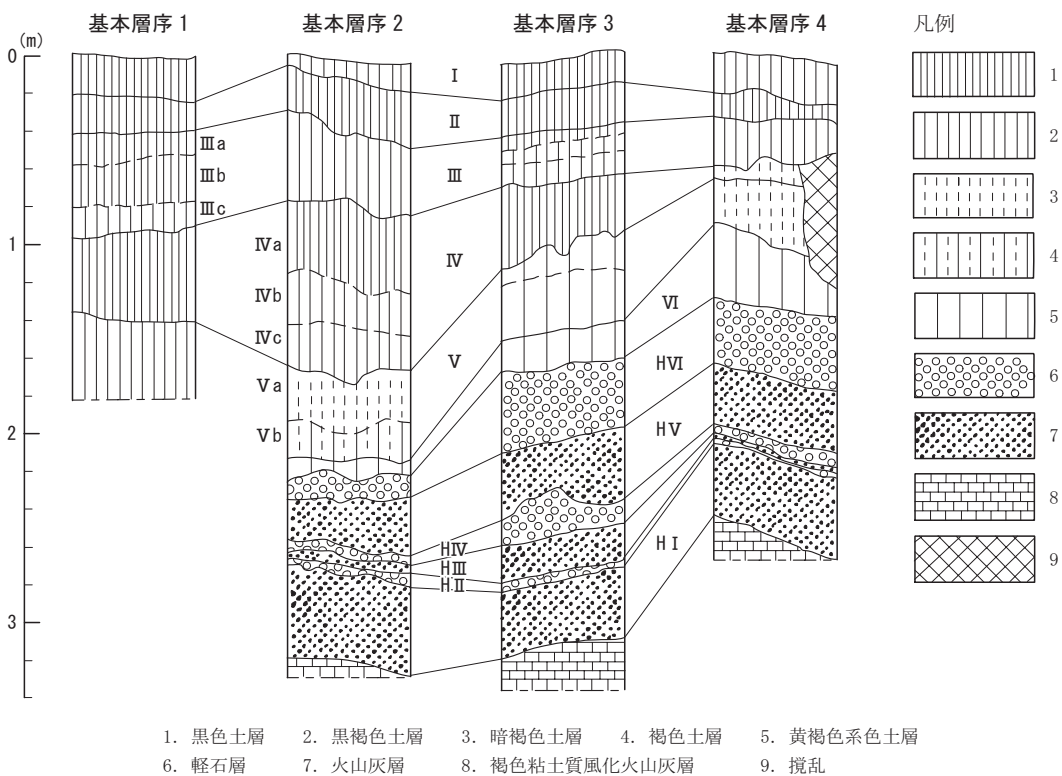 基本層序 1
基本層序 2
基本層序 3
基本層序 4
凡例
(m)
0
1
2
3
Ⅰ
Ⅱ
Ⅲa
Ⅲb
Ⅲc
Ⅲ
Ⅳa
Ⅳb
Ⅳc
Ⅳ
Ⅴa
Ⅴb
Ⅴ
Ⅵ
HⅥ
HⅤ
HⅣ
HⅢ
HⅡ
HⅠ
1
2
3
4
5
6
7
8
9
1. 黒色土層 2. 黒褐色土層 3. 暗褐色土層 4. 褐色土層 5. 黄褐色系色土層
6. 軽石層 7. 火山灰層 8. 褐色粘土質風化火山灰層 9. 撹乱